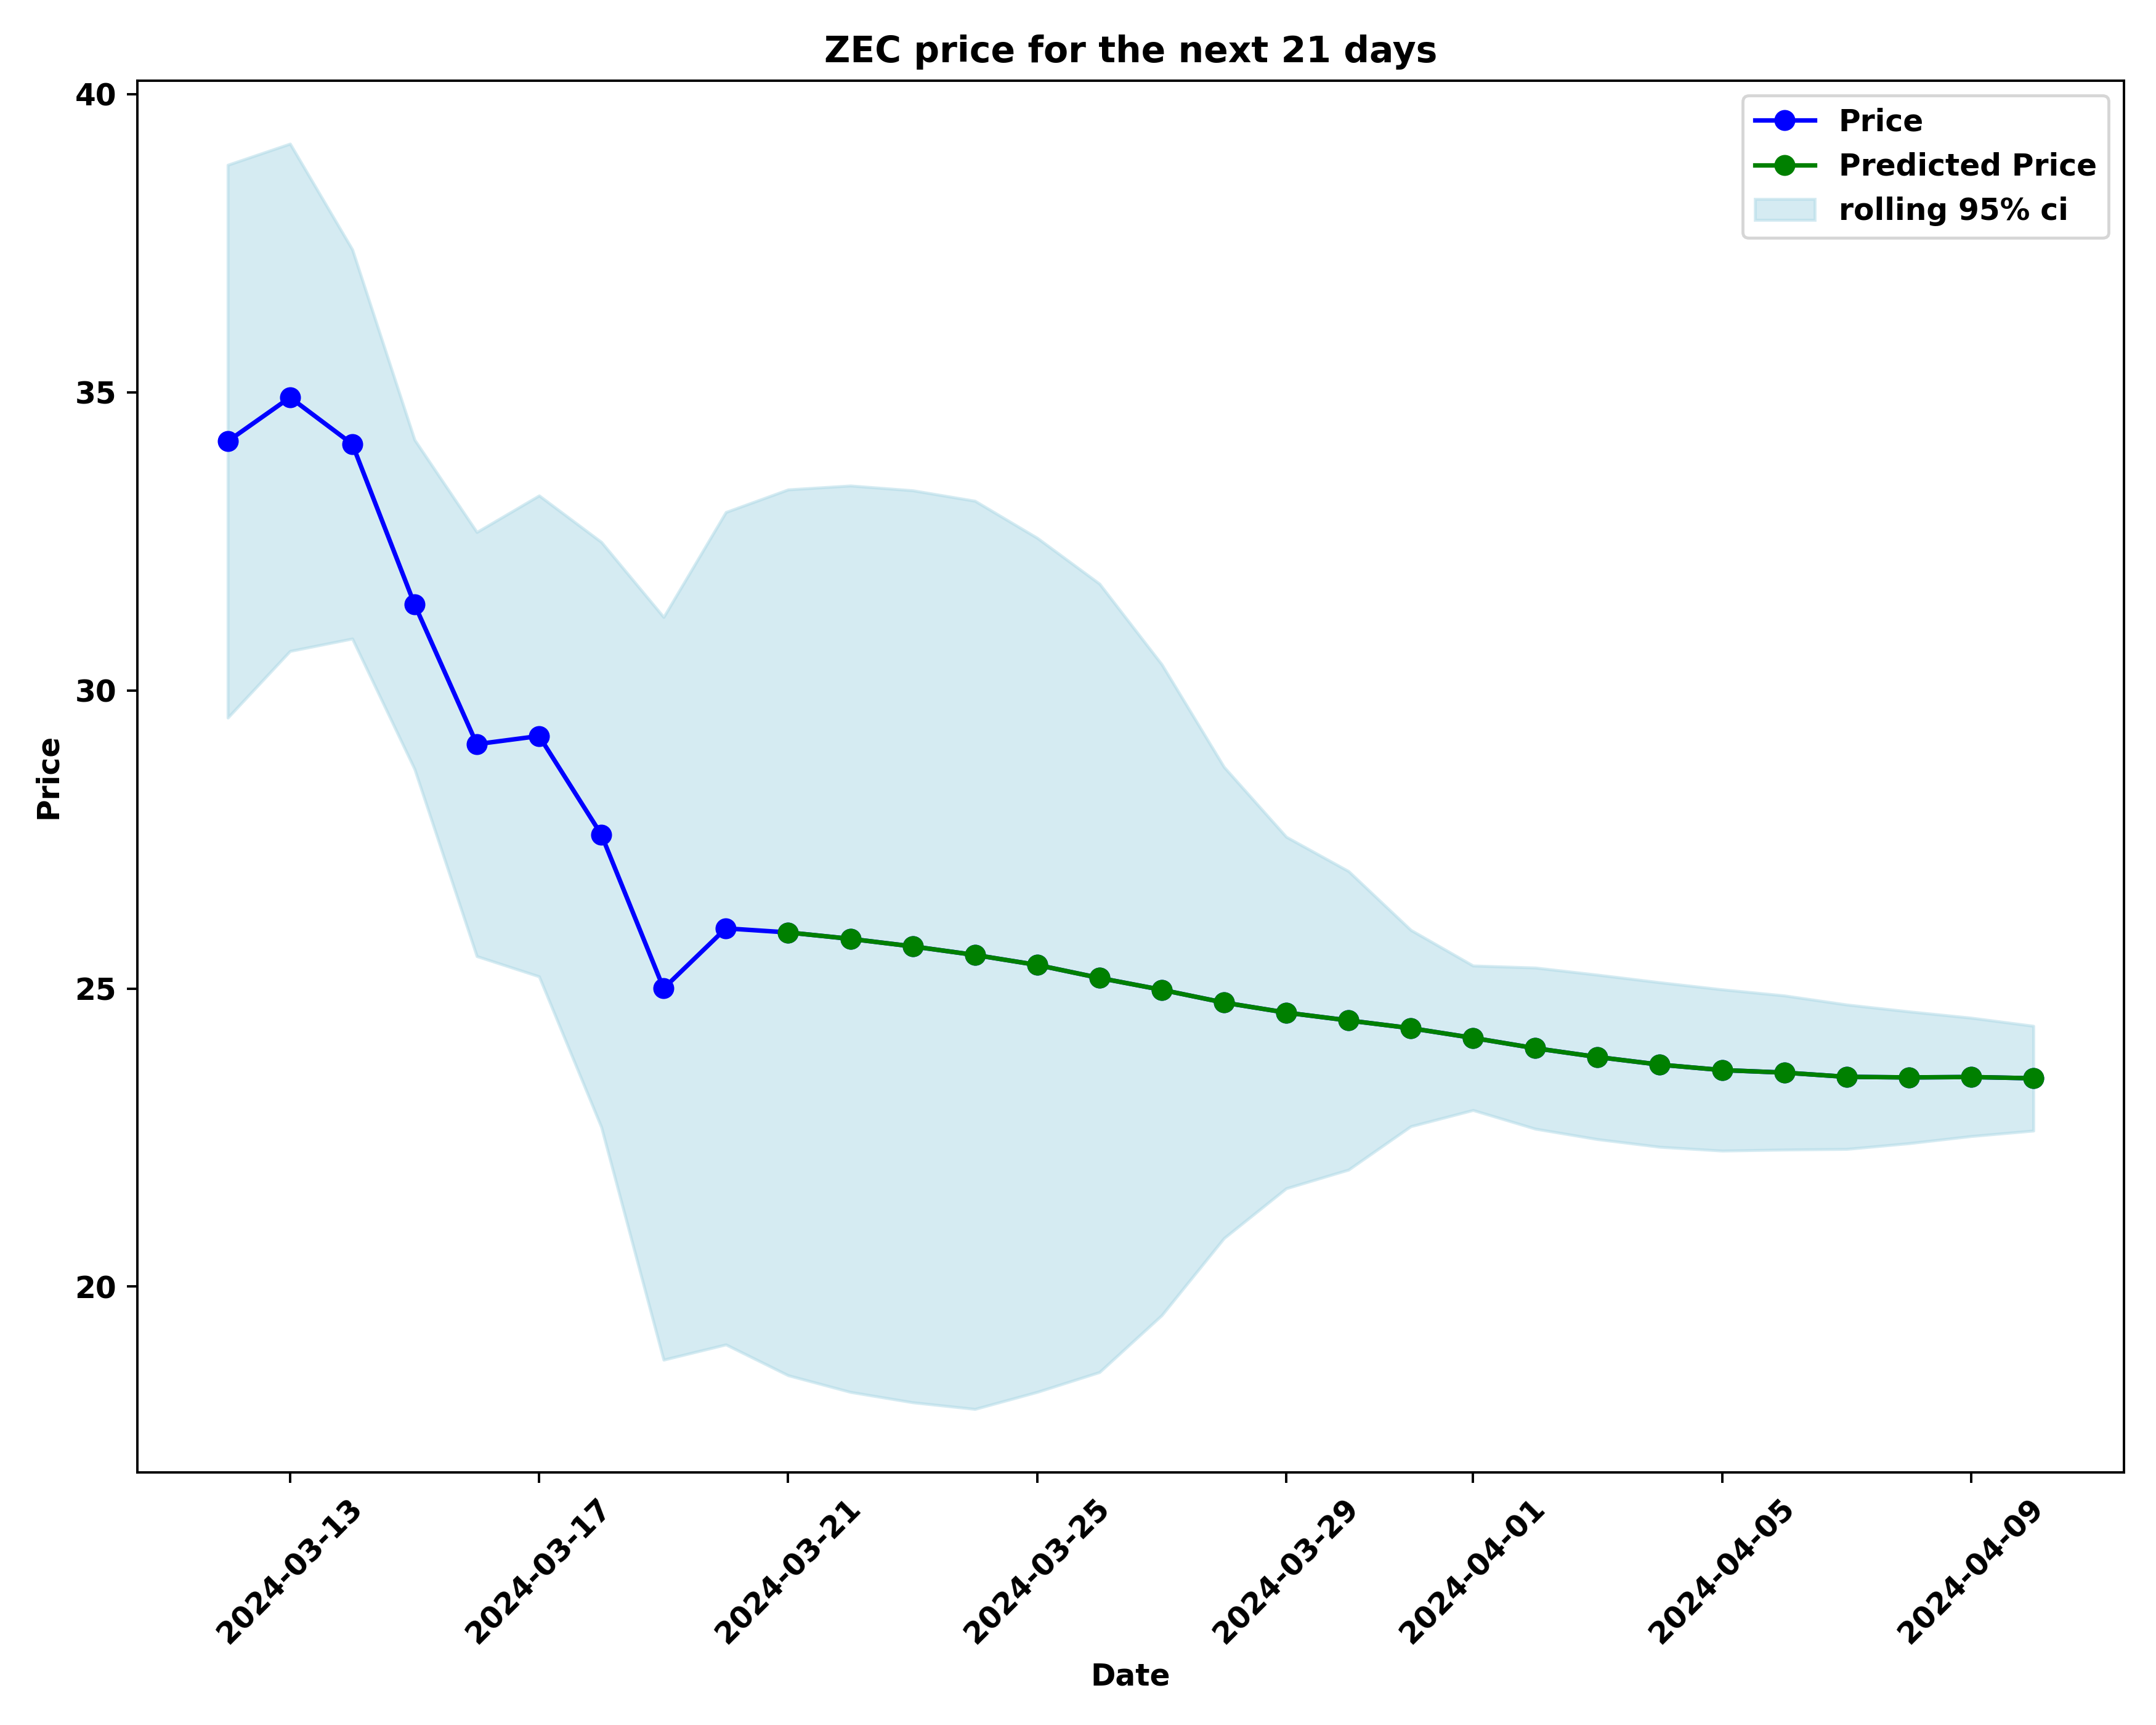 ZEC price for the next 21 days
Price
Predicted Price
rolling 95% ci
40
35
30
25
20
Price
2024-03-13
2024-03-17
2024-03-21
2024-03-25
2024-03-29
2024-04-01
2024-04-05
2024-04-09
Date